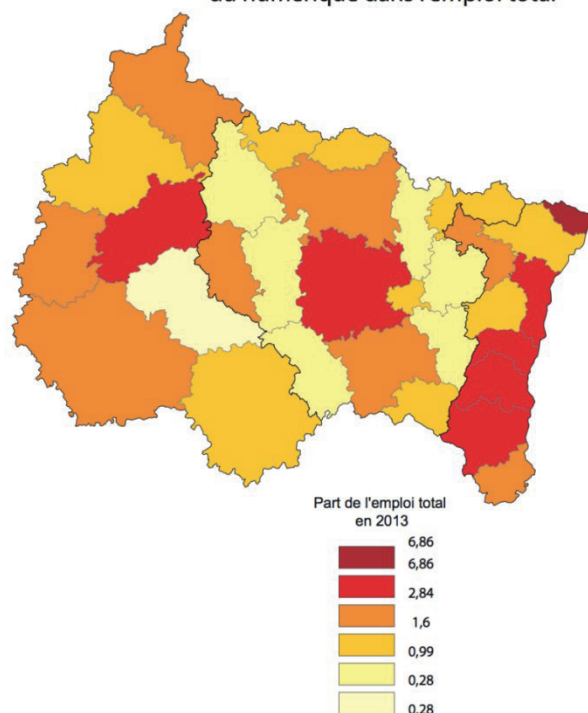 du numérique dans l'emploi total
Part de l'emploi total
en 2013
6,86
6,86
2,84
1,6
0,99
0,28
0,28